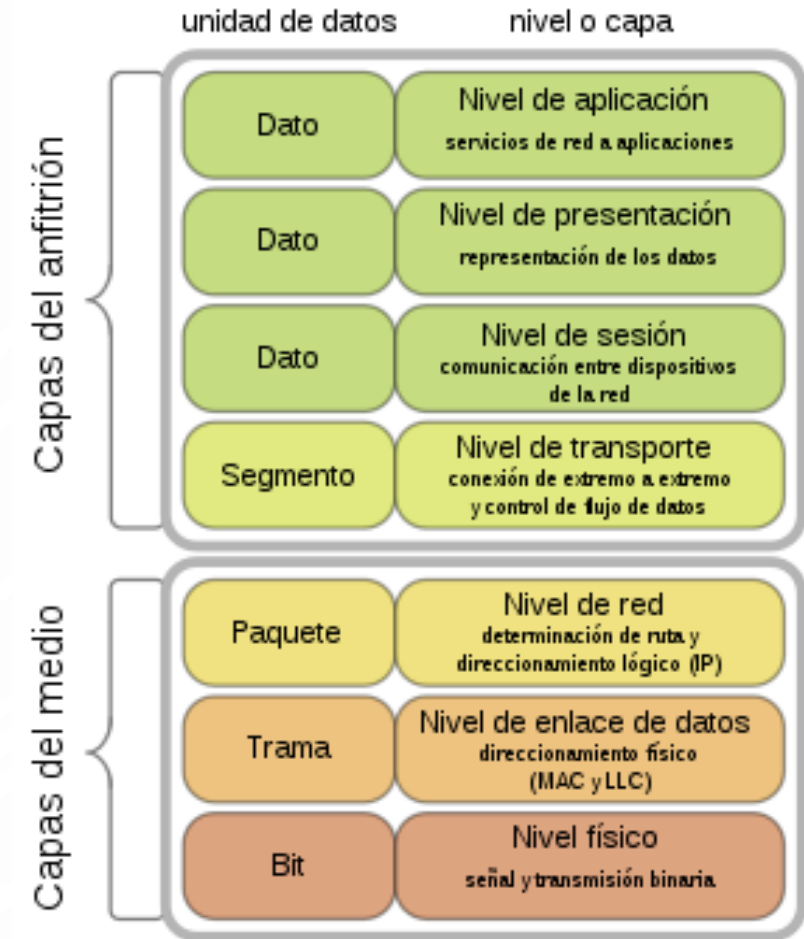 unidad de datos
nivel o capa
Capas del anfitrión
Dato
Nivel de aplicación
servicios de red a aplicaciones
Dato
Nivel de presentación
representación de los datos
Dato
Nivel de sesión
comunicación entre dispositivos
de la red
Segmento
Nivel de transporte
conexión de extremo a extremo
y control de flujo de datos
Capas del medio
Paquete
Nivel de red
determinación de ruta y
direccionamiento lógico (IP)
Trama
Nivel de enlace de datos
direccionamiento físico
(MAC y LLC)
Bit
Nivel físico
señal y transmisión binaria